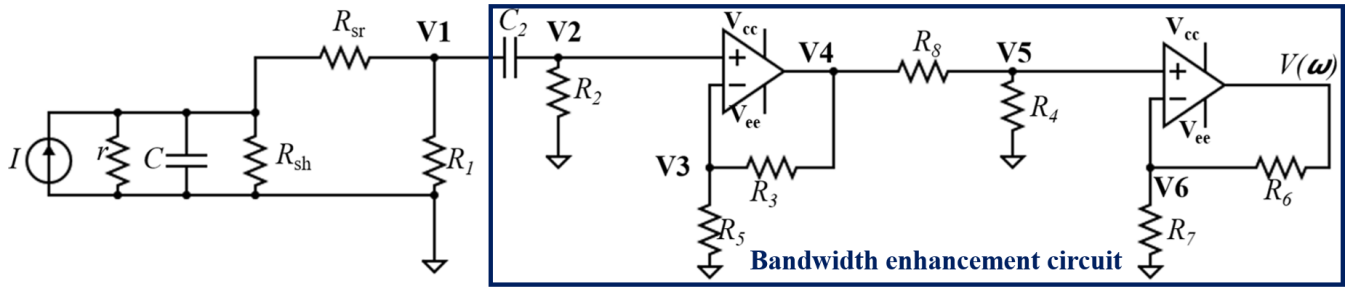 R_sr
V1
C_2
V2
V_cc
V4
R_8
V5
V_cc
V(ω)
R_2
V_ee
R_4
V_ee
I
r
C
R_sh
R_1
V3
R_3
V6
R_6
R_5
R_7
+
−
+
−
Bandwidth enhancement circuit